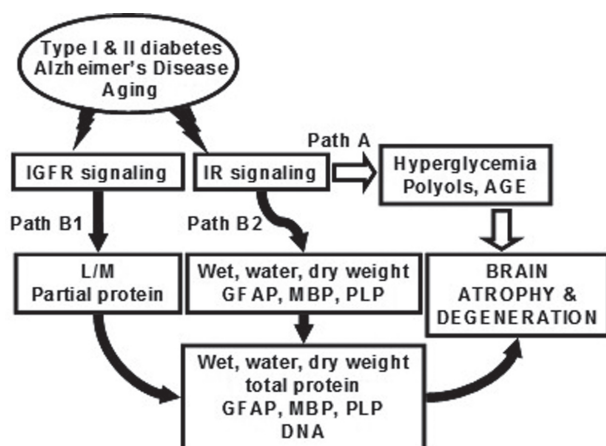 Type I & II diabetes
Alzheimer's Disease
Aging
Path A
IGFR signaling
IR signaling
Hyperglycemia
Polyols, AGE
Path B1
Path B2
L/M
Partial protein
Wet, water, dry weight
GFAP, MBP, PLP
BRAIN
ATROPHY &
DEGENERATION
Wet, water, dry weight
total protein
GFAP, MBP, PLP
DNA